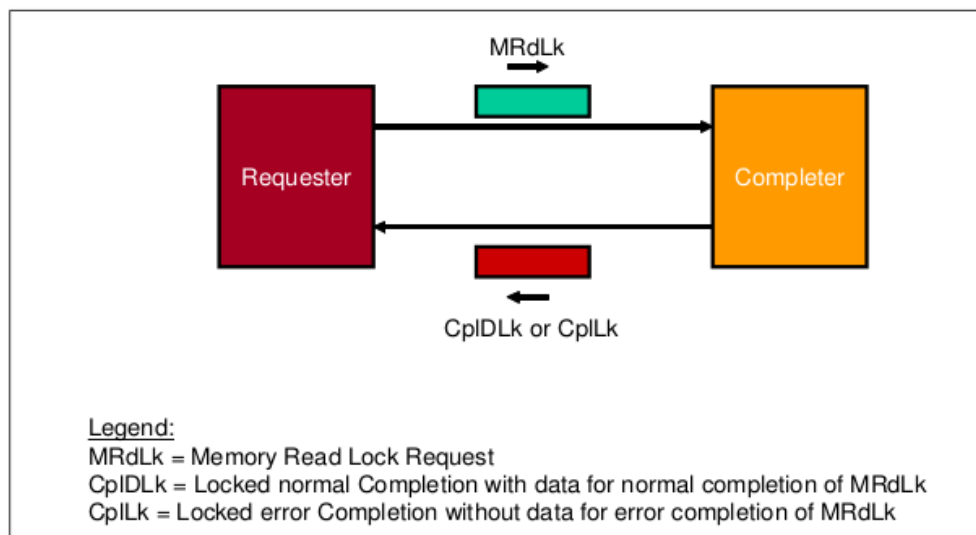 MRdLk
Requester
Completer
CplDLk or CplLk
Legend:
MRdLk = Memory Read Lock Request
CplDLk = Locked normal Completion with data for normal completion of MRdLk
CplLk = Locked error Completion without data for error completion of MRdLk